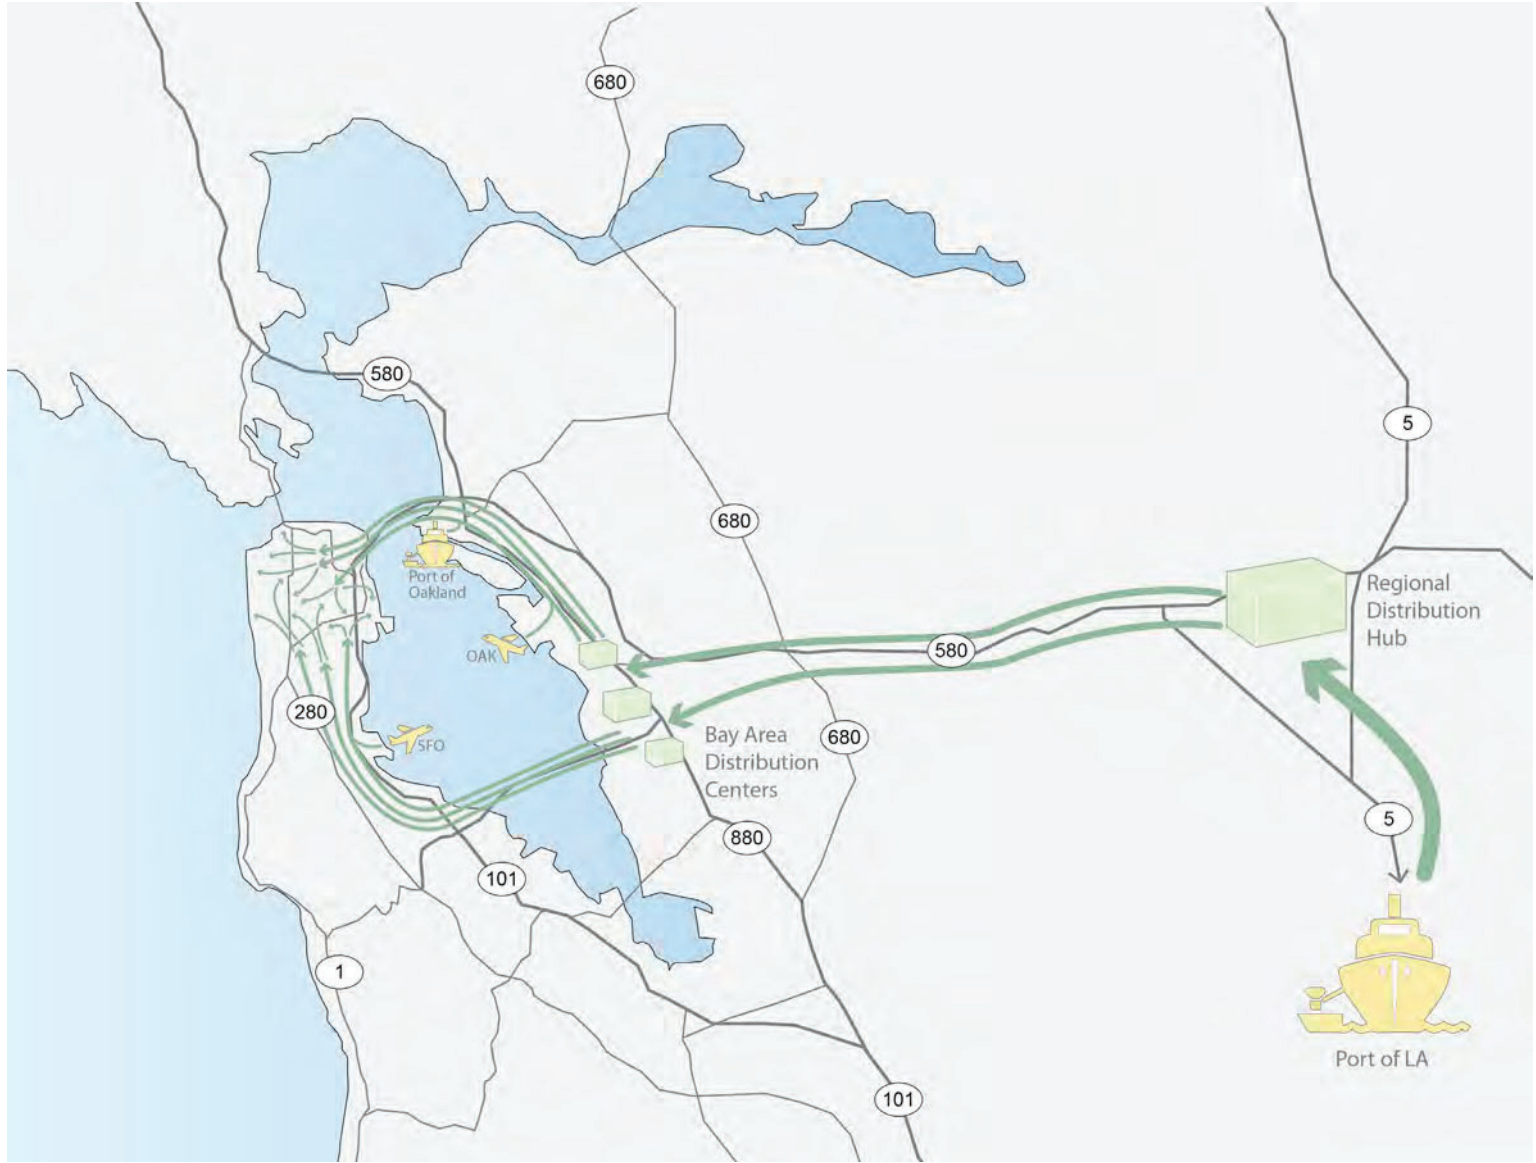 680
580
5
680
Port of
Oakland
Regional
Distribution
Hub
OAK
580
280
SFO
Bay Area
Distribution
Centers
680
5
880
101
1
Port of LA
101